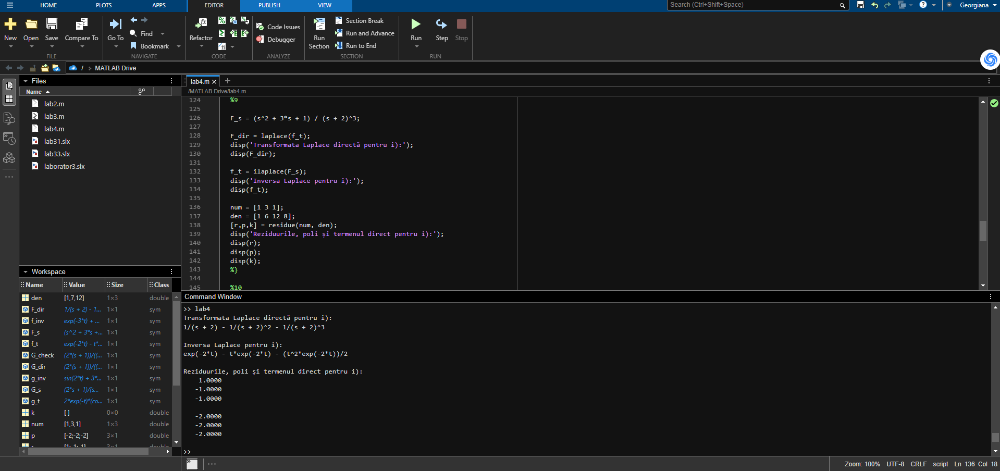 HOME PLOTS APPS EDITOR PUBLISH VIEW
Search (Ctrl+Shift+Space)
Georgiana
New Open Save Compare To
FILE
Go To
Find
Bookmark
NAVIGATE
Refactor
CODE
Code Issues
Debugger
ANALYZE
Run Section
Section Break
Run and Advance
Run to End
SECTION
Run Step Stop
RUN
/ › MATLAB Drive
Files
Name
lab2.m
lab3.m
lab4.m
lab31.slx
lab33.slx
laborator3.slx
Workspace
Name Value Size Class
den [1,7,12] 1×3 double
F_dir 1/(s + 2) - 1... 1×1 sym
f_inv exp(-3*t) + ... 1×1 sym
F_s (s^2 + 3*s +... 1×1 sym
f_t exp(-2*t) - t*... 1×1 sym
G_check (2*(s + 1))/((... 1×1 sym
G_dir (2*(s + 1))/((... 1×1 sym
g_inv sin(2*t) + 3*... 1×1 sym
G_s (2*s + 1)/(s... 1×1 sym
g_t 2*exp(-t)*(co... 1×1 sym
k [ ] 0×0 double
num [1,3,1] 1×3 double
p [-2;-2;-2] 3×1 double
lab4.m
/MATLAB Drive/lab4.m
124 %9
125
126 F_s = (s^2 + 3*s + 1) / (s + 2)^3;
127
128 F_dir = laplace(f_t);
129 disp('Transformata Laplace directă pentru i):');
130 disp(F_dir);
131
132 f_t = ilaplace(F_s);
133 disp('Inversa Laplace pentru i):');
134 disp(f_t);
135
136 num = [1 3 1];
137 den = [1 6 12 8];
138 [r,p,k] = residue(num, den);
139 disp('Reziduurile, poli și termenul direct pentru i):');
140 disp(r);
141 disp(p);
142 disp(k);
143 %}
144
145 %10
Command Window
>> lab4
Transformata Laplace directă pentru i):
1/(s + 2) - 1/(s + 2)^2 - 1/(s + 2)^3
Inversa Laplace pentru i):
exp(-2*t) - t*exp(-2*t) - (t^2*exp(-2*t))/2
Reziduurile, poli și termenul direct pentru i):
1.0000
-1.0000
-1.0000
-2.0000
-2.0000
-2.0000
>>
Zoom: 100% UTF-8 CRLF script Ln 136 Col 18